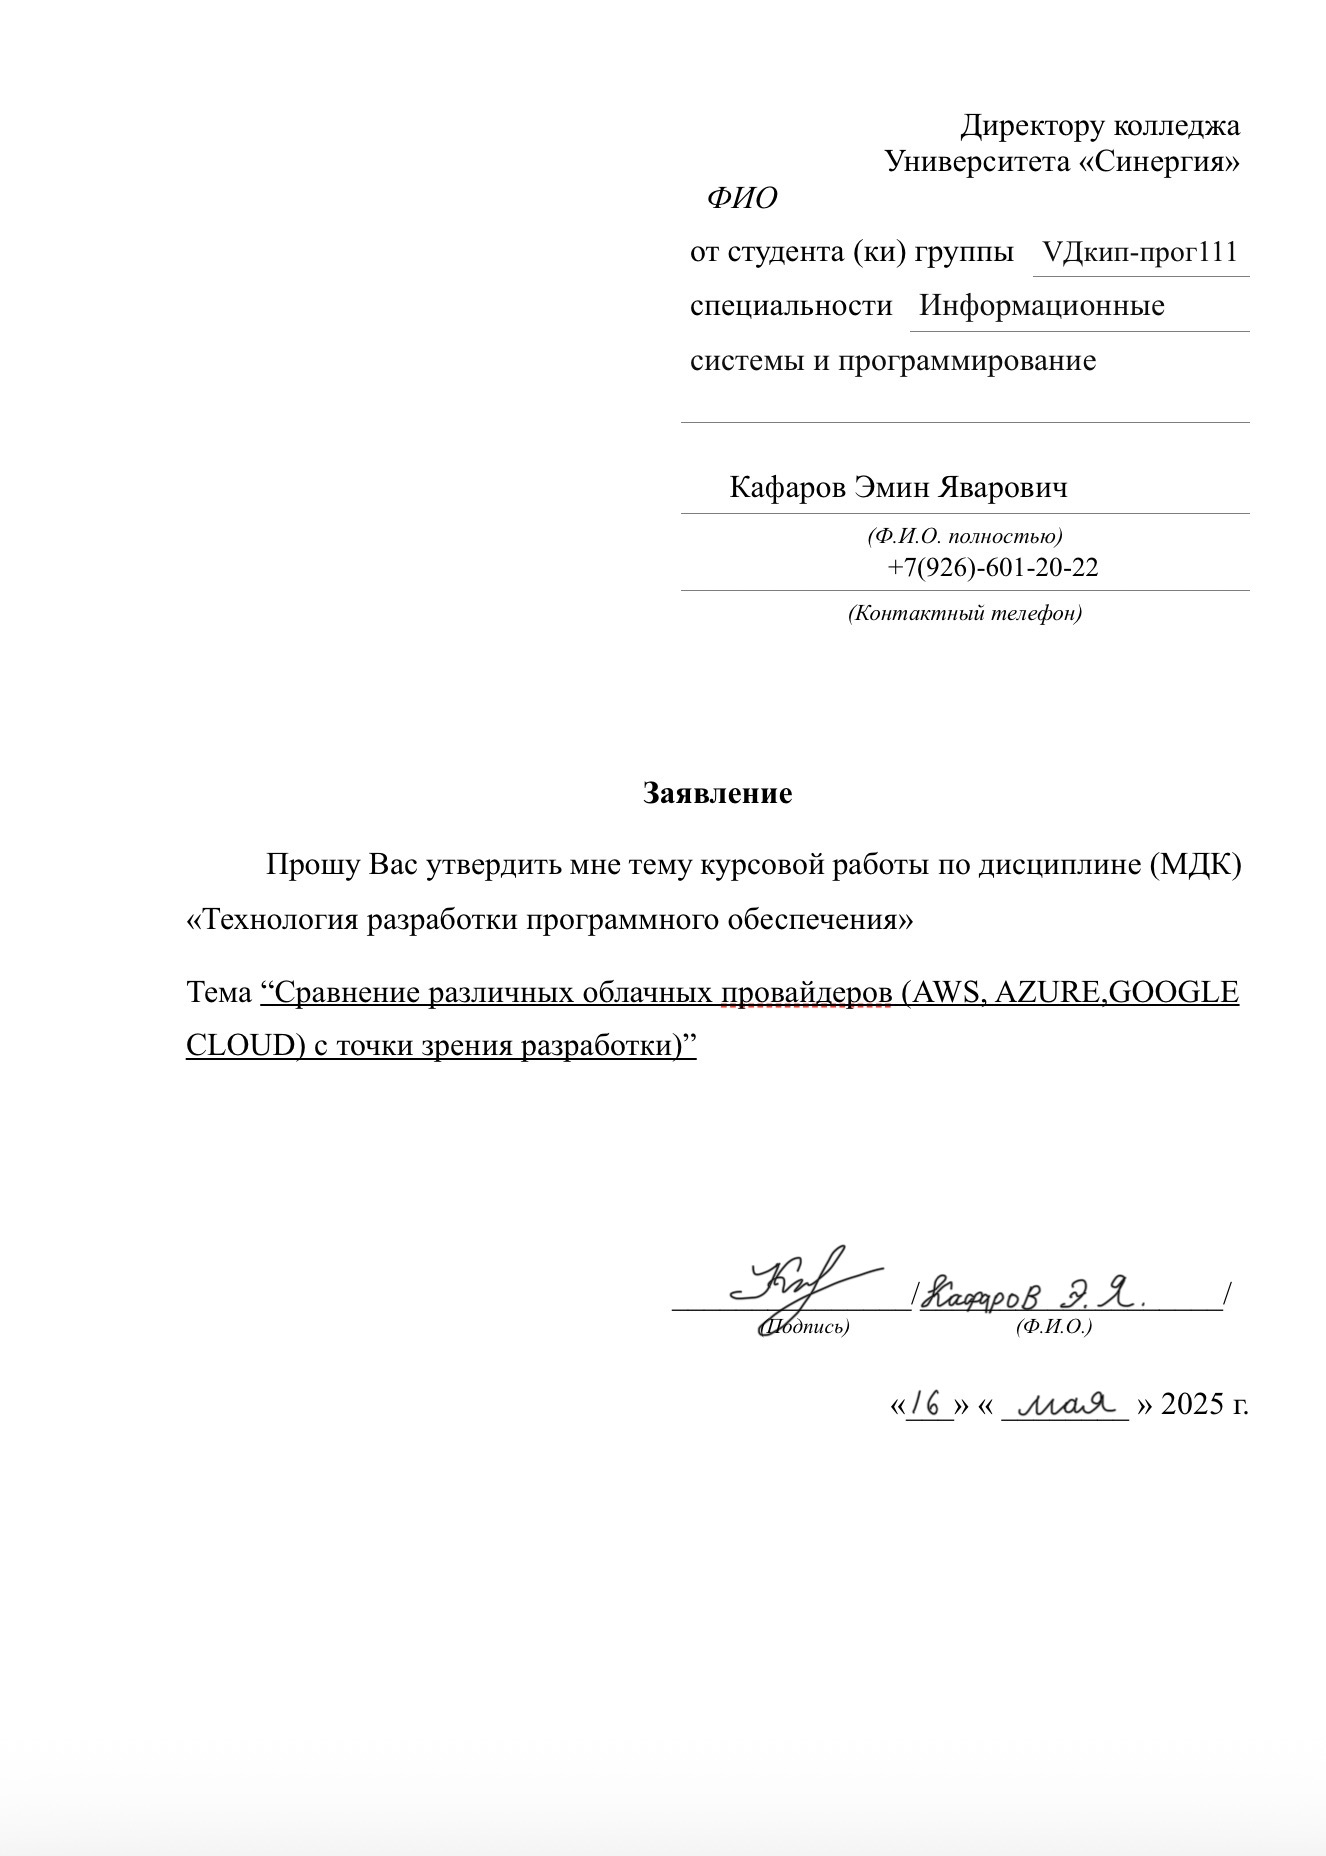 Директору колледжа
Университета «Синергия»
ФИО
от студента (ки) группы VДкип-прог111
специальности Информационные
системы и программирование
Кафаров Эмин Яварович
(Ф.И.О. полностью)
+7(926)-601-20-22
(Контактный телефон)
Заявление
Прошу Вас утвердить мне тему курсовой работы по дисциплине (МДК)
«Технология разработки программного обеспечения»
Тема “Сравнение различных облачных провайдеров (AWS, AZURE,GOOGLE
CLOUD) с точки зрения разработки)”
/Кафаров Э.Я./
(Подпись) (Ф.И.О.)
«16» « мая » 2025 г.